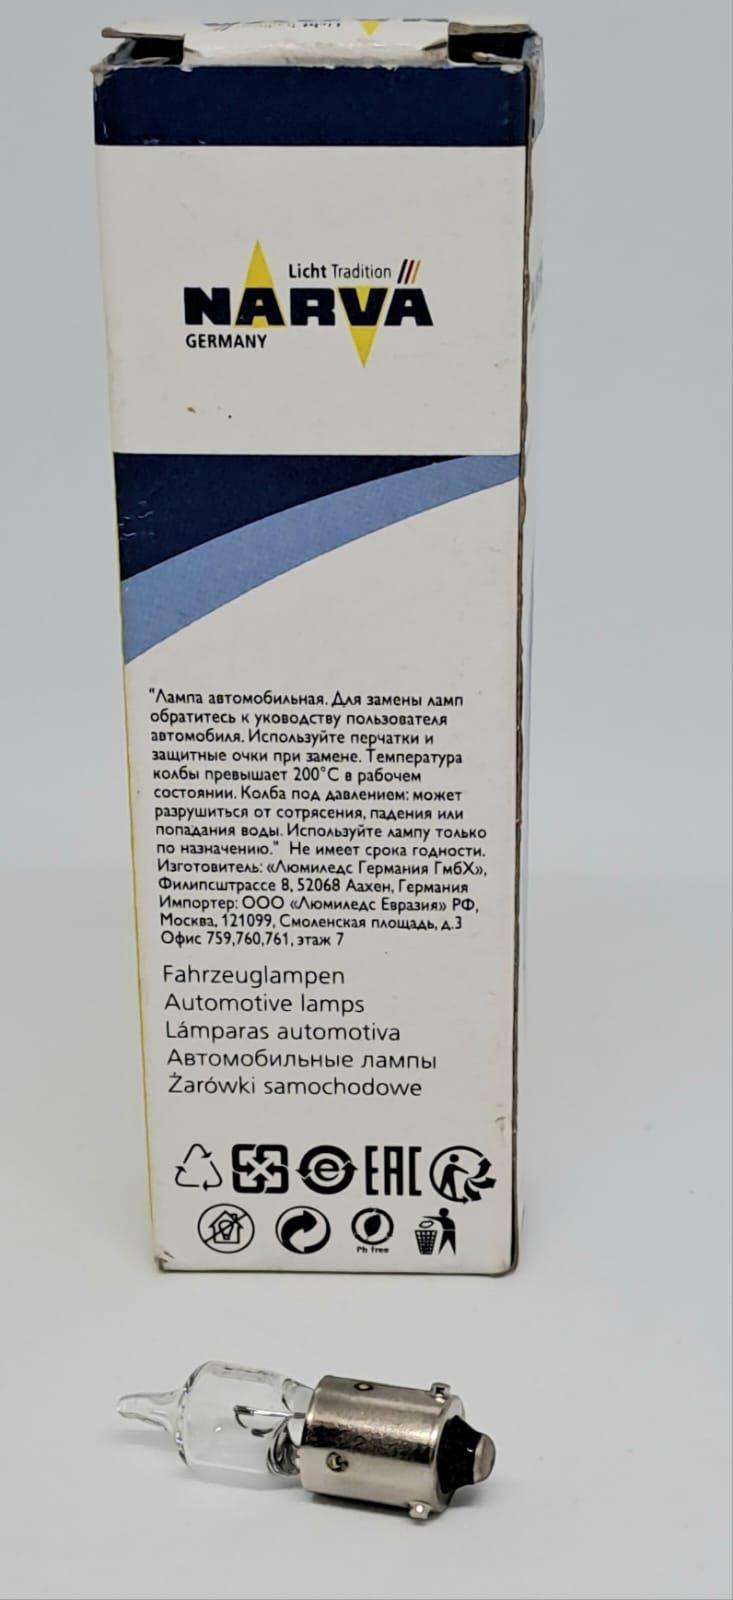 Licht Tradition
NARVA
GERMANY
"Лампа автомобильная. Для замены ламп
обратитесь к уководству пользователя
автомобиля. Используйте перчатки и
защитные очки при замене. Температура
колбы превышает 200°C в рабочем
состоянии. Колба под давлением: может
разрушиться от сотрясения, падения или
попадания воды. Используйте лампу только
по назначению." Не имеет срока годности.
Изготовитель: «Люмиледс Германия ГмбХ»,
Филипсштрассе 8, 52068 Аахен, Германия
Импортер: ООО «Люмиледс Евразия» РФ,
Москва, 121099, Смоленская площадь, д.3
Офис 759,760,761, этаж 7
Fahrzeuglampen
Automotive lamps
Lámparas automotiva
Автомобильные лампы
Żarówki samochodowe
e EAC
Pb free